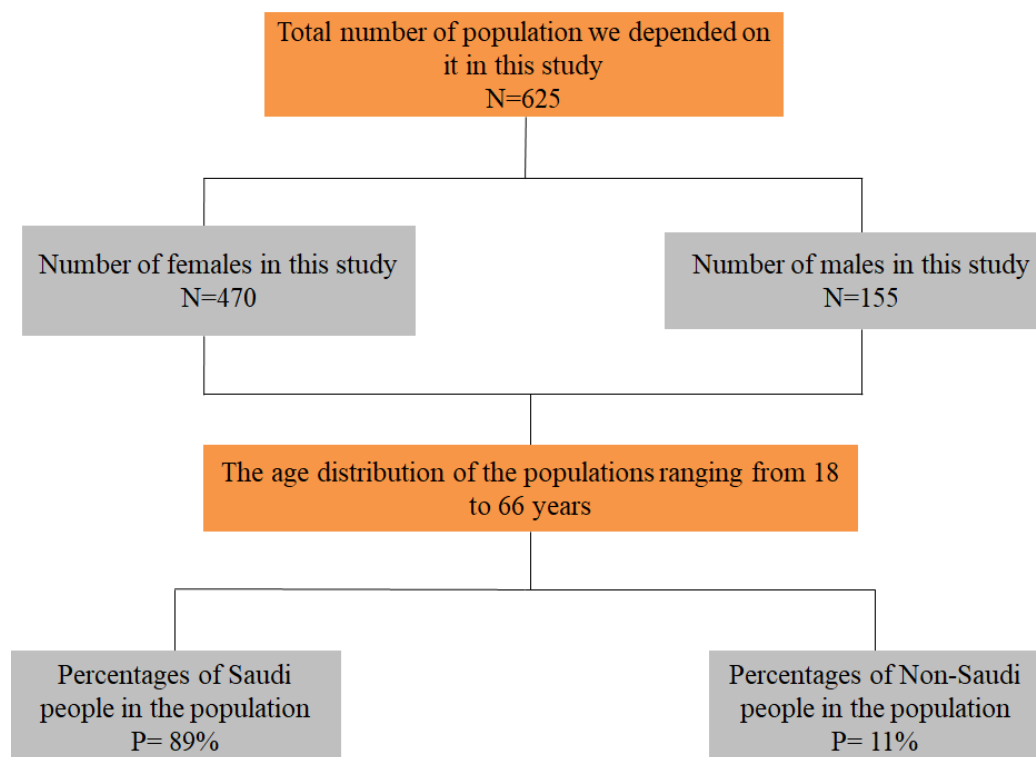 Total number of population we depended on
it in this study
N=625
Number of females in this study
N=470
Number of males in this study
N=155
The age distribution of the populations ranging from 18
to 66 years
Percentages of Saudi
people in the population
P= 89%
Percentages of Non-Saudi
people in the population
P= 11%